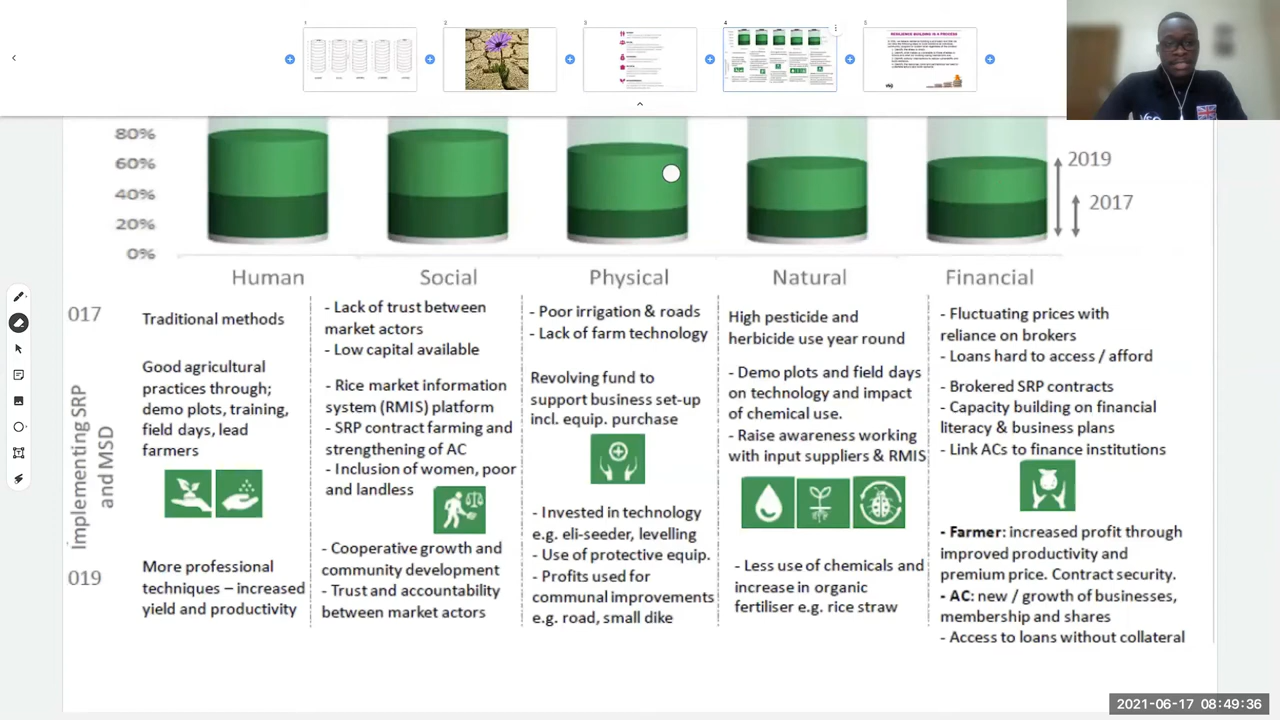 1
2
3
4
5
RESILIENCE BUILDING IS A PROCESS
80%
60%
40%
20%
0%
2019
2017
Human
Social
Physical
Natural
Financial
017
Traditional methods
- Lack of trust between
market actors
- Low capital available
- Poor irrigation & roads
- Lack of farm technology
High pesticide and
herbicide use year round
- Fluctuating prices with
reliance on brokers
- Loans hard to access / afford
Implementing SRP
and MSD
Good agricultural
practices through;
demo plots, training,
field days, lead
farmers
- Rice market information
system (RMIS) platform
- SRP contract farming and
strengthening of AC
- Inclusion of women, poor
and landless
Revolving fund to
support business set-up
incl. equip. purchase
- Demo plots and field days
on technology and impact
of chemical use.
- Raise awareness working
with input suppliers & RMIS
- Brokered SRP contracts
- Capacity building on financial
literacy & business plans
- Link ACs to finance institutions
019
More professional
techniques – increased
yield and productivity
- Cooperative growth and
community development
- Trust and accountability
between market actors
- Invested in technology
e.g. eli-seeder, levelling
- Use of protective equip.
- Profits used for
communal improvements
e.g. road, small dike
- Less use of chemicals and
increase in organic
fertiliser e.g. rice straw
- Farmer: increased profit through
improved productivity and
premium price. Contract security.
- AC: new / growth of businesses,
membership and shares
- Access to loans without collateral
2021-06-17 08:49:36